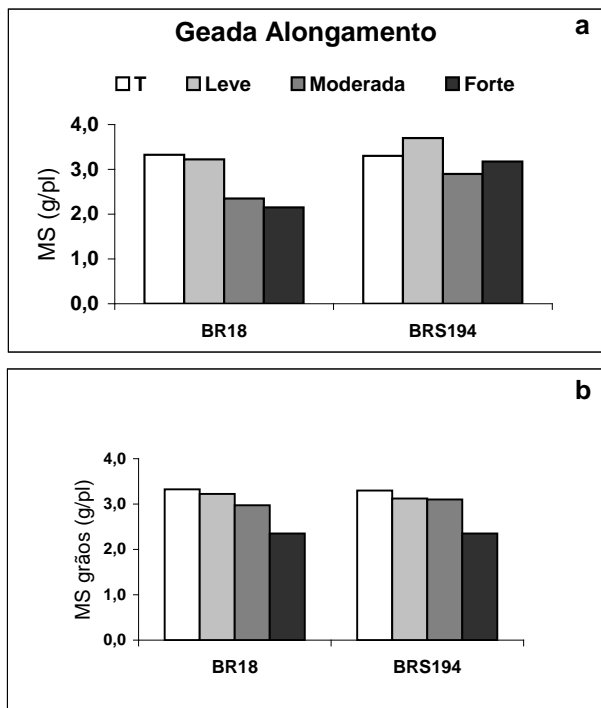 Geada Alongamento
a
T Leve Moderada Forte
MS (g/pl)
4,0
3,0
2,0
1,0
0,0
BR18 BRS194
b
MS grãos (g/pl)
4,0
3,0
2,0
1,0
0,0
BR18 BRS194